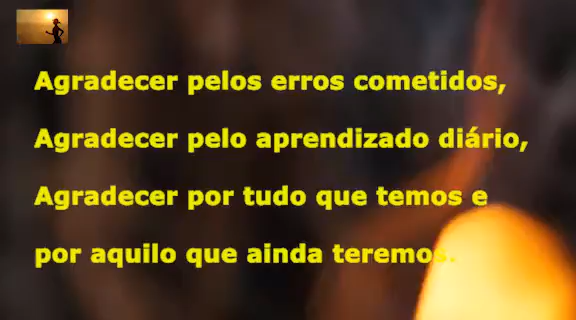 Agradecer pelos erros cometidos,
Agradecer pelo aprendizado diário,
Agradecer por tudo que temos e
por aquilo que ainda teremos.